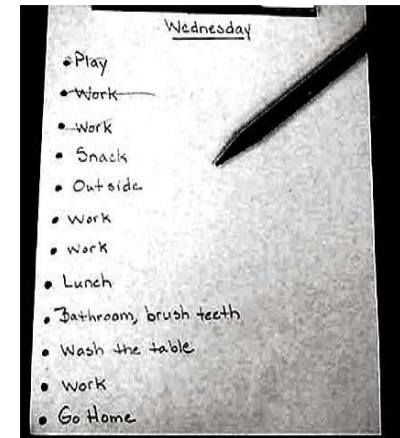 Wednesday
• Play
• Work
• Work
• Snack
• Outside
• Work
• Work
• Lunch
• Bathroom, brush teeth
• Wash the table
• Work
• Go Home